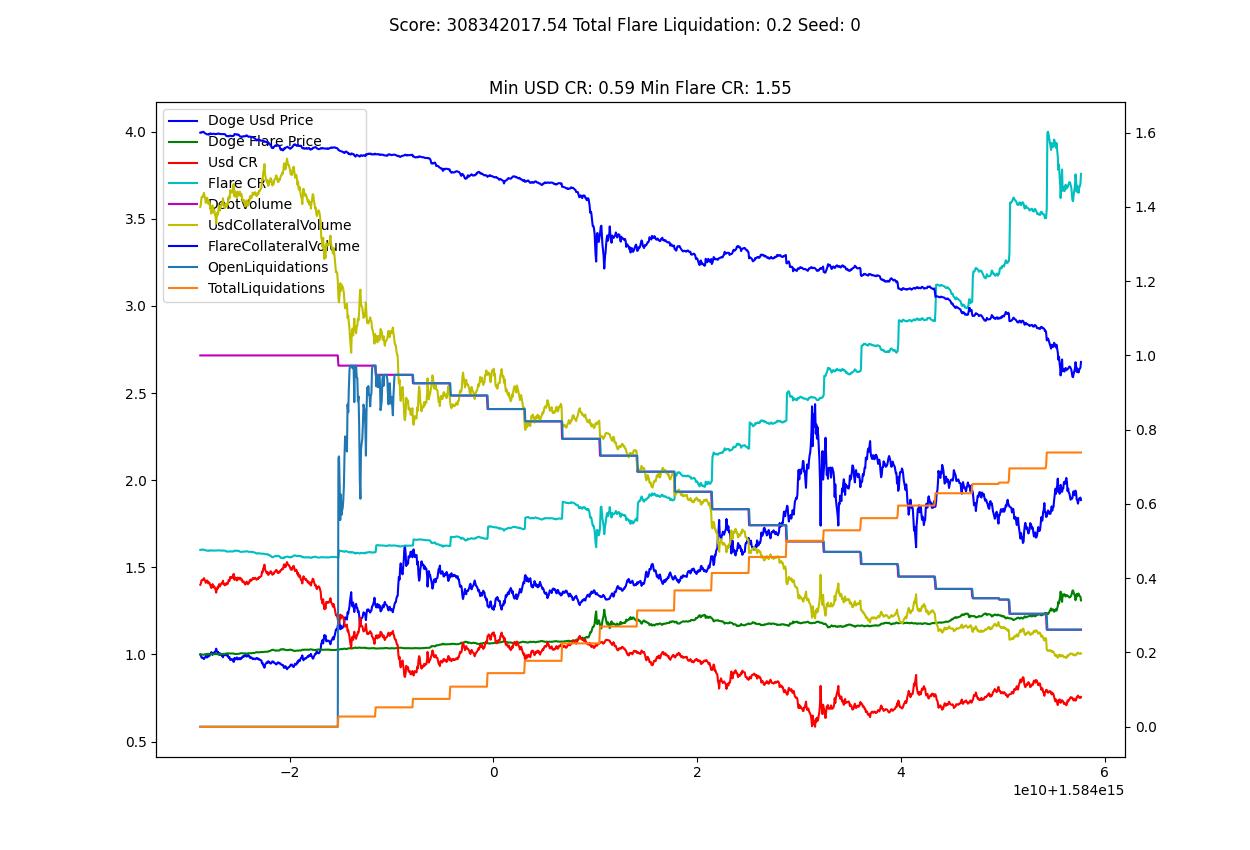 Score: 308342017.54 Total Flare Liquidation: 0.2 Seed: 0
Min USD CR: 0.59 Min Flare CR: 1.55
Doge Usd Price
Doge Flare Price
Usd CR
Flare CR
DebtVolume
UsdCollateralVolume
FlareCollateralVolume
OpenLiquidations
TotalLiquidations
4.0
3.5
3.0
2.5
2.0
1.5
1.0
0.5
1.6
1.4
1.2
1.0
0.8
0.6
0.4
0.2
0.0
−2
0
2
4
6
1e10+1.584e15